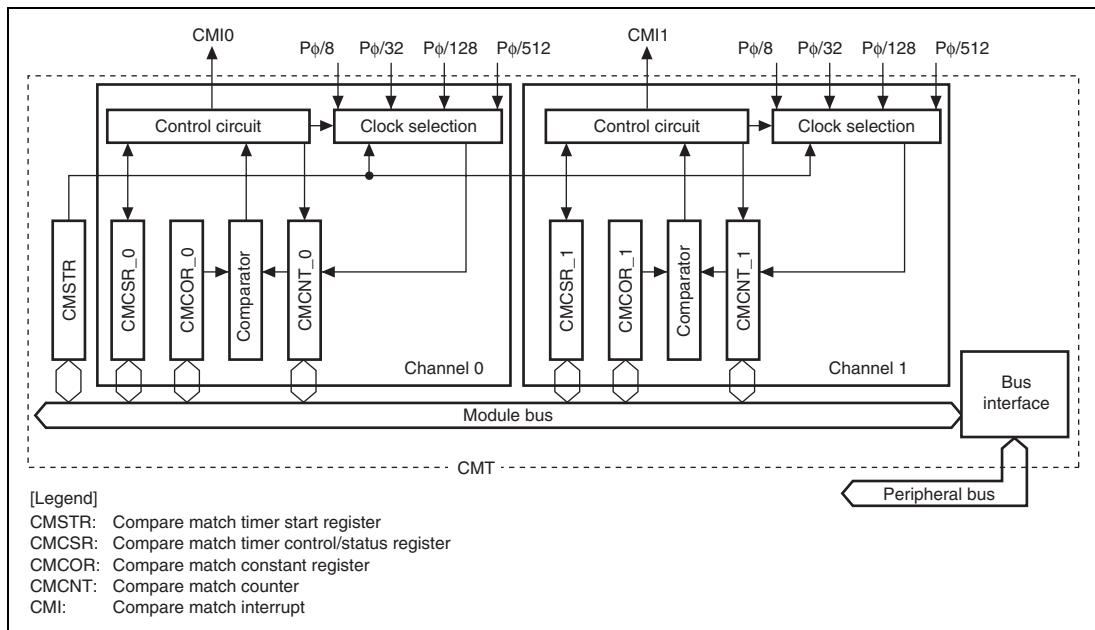 CMI0 Pϕ/8 Pϕ/32 Pϕ/128 Pϕ/512 CMI1 Pϕ/8 Pϕ/32 Pϕ/128 Pϕ/512
Control circuit Clock selection Control circuit Clock selection
CMSTR
CMCSR_0
CMCOR_0
Comparator
CMCNT_0
CMCSR_1
CMCOR_1
Comparator
CMCNT_1
Channel 0 Channel 1
Bus
interface
Module bus
CMT
Peripheral bus
[Legend]
CMSTR: Compare match timer start register
CMCSR: Compare match timer control/status register
CMCOR: Compare match constant register
CMCNT: Compare match counter
CMI: Compare match interrupt